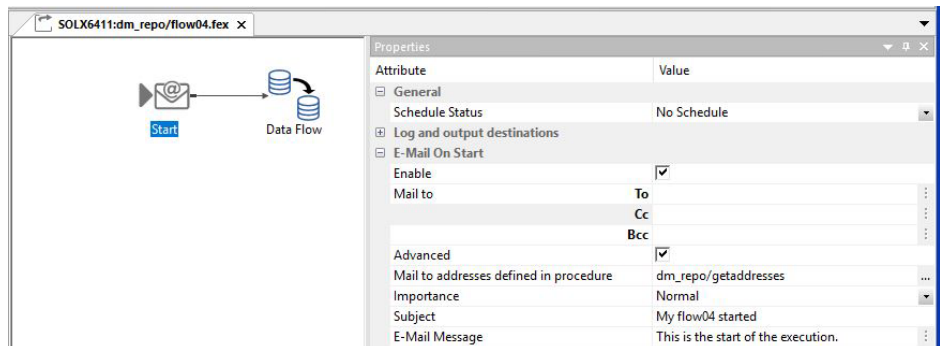 SOLX6411:dm_repo/flow04.fex X
Properties
Attribute Value
General
Schedule Status No Schedule
Log and output destinations
E-Mail On Start
Enable
Mail to To
Cc
Bcc
Advanced
Mail to addresses defined in procedure dm_repo/getaddresses ...
Importance Normal
Subject My flow04 started
E-Mail Message This is the start of the execution.
Start
Data Flow